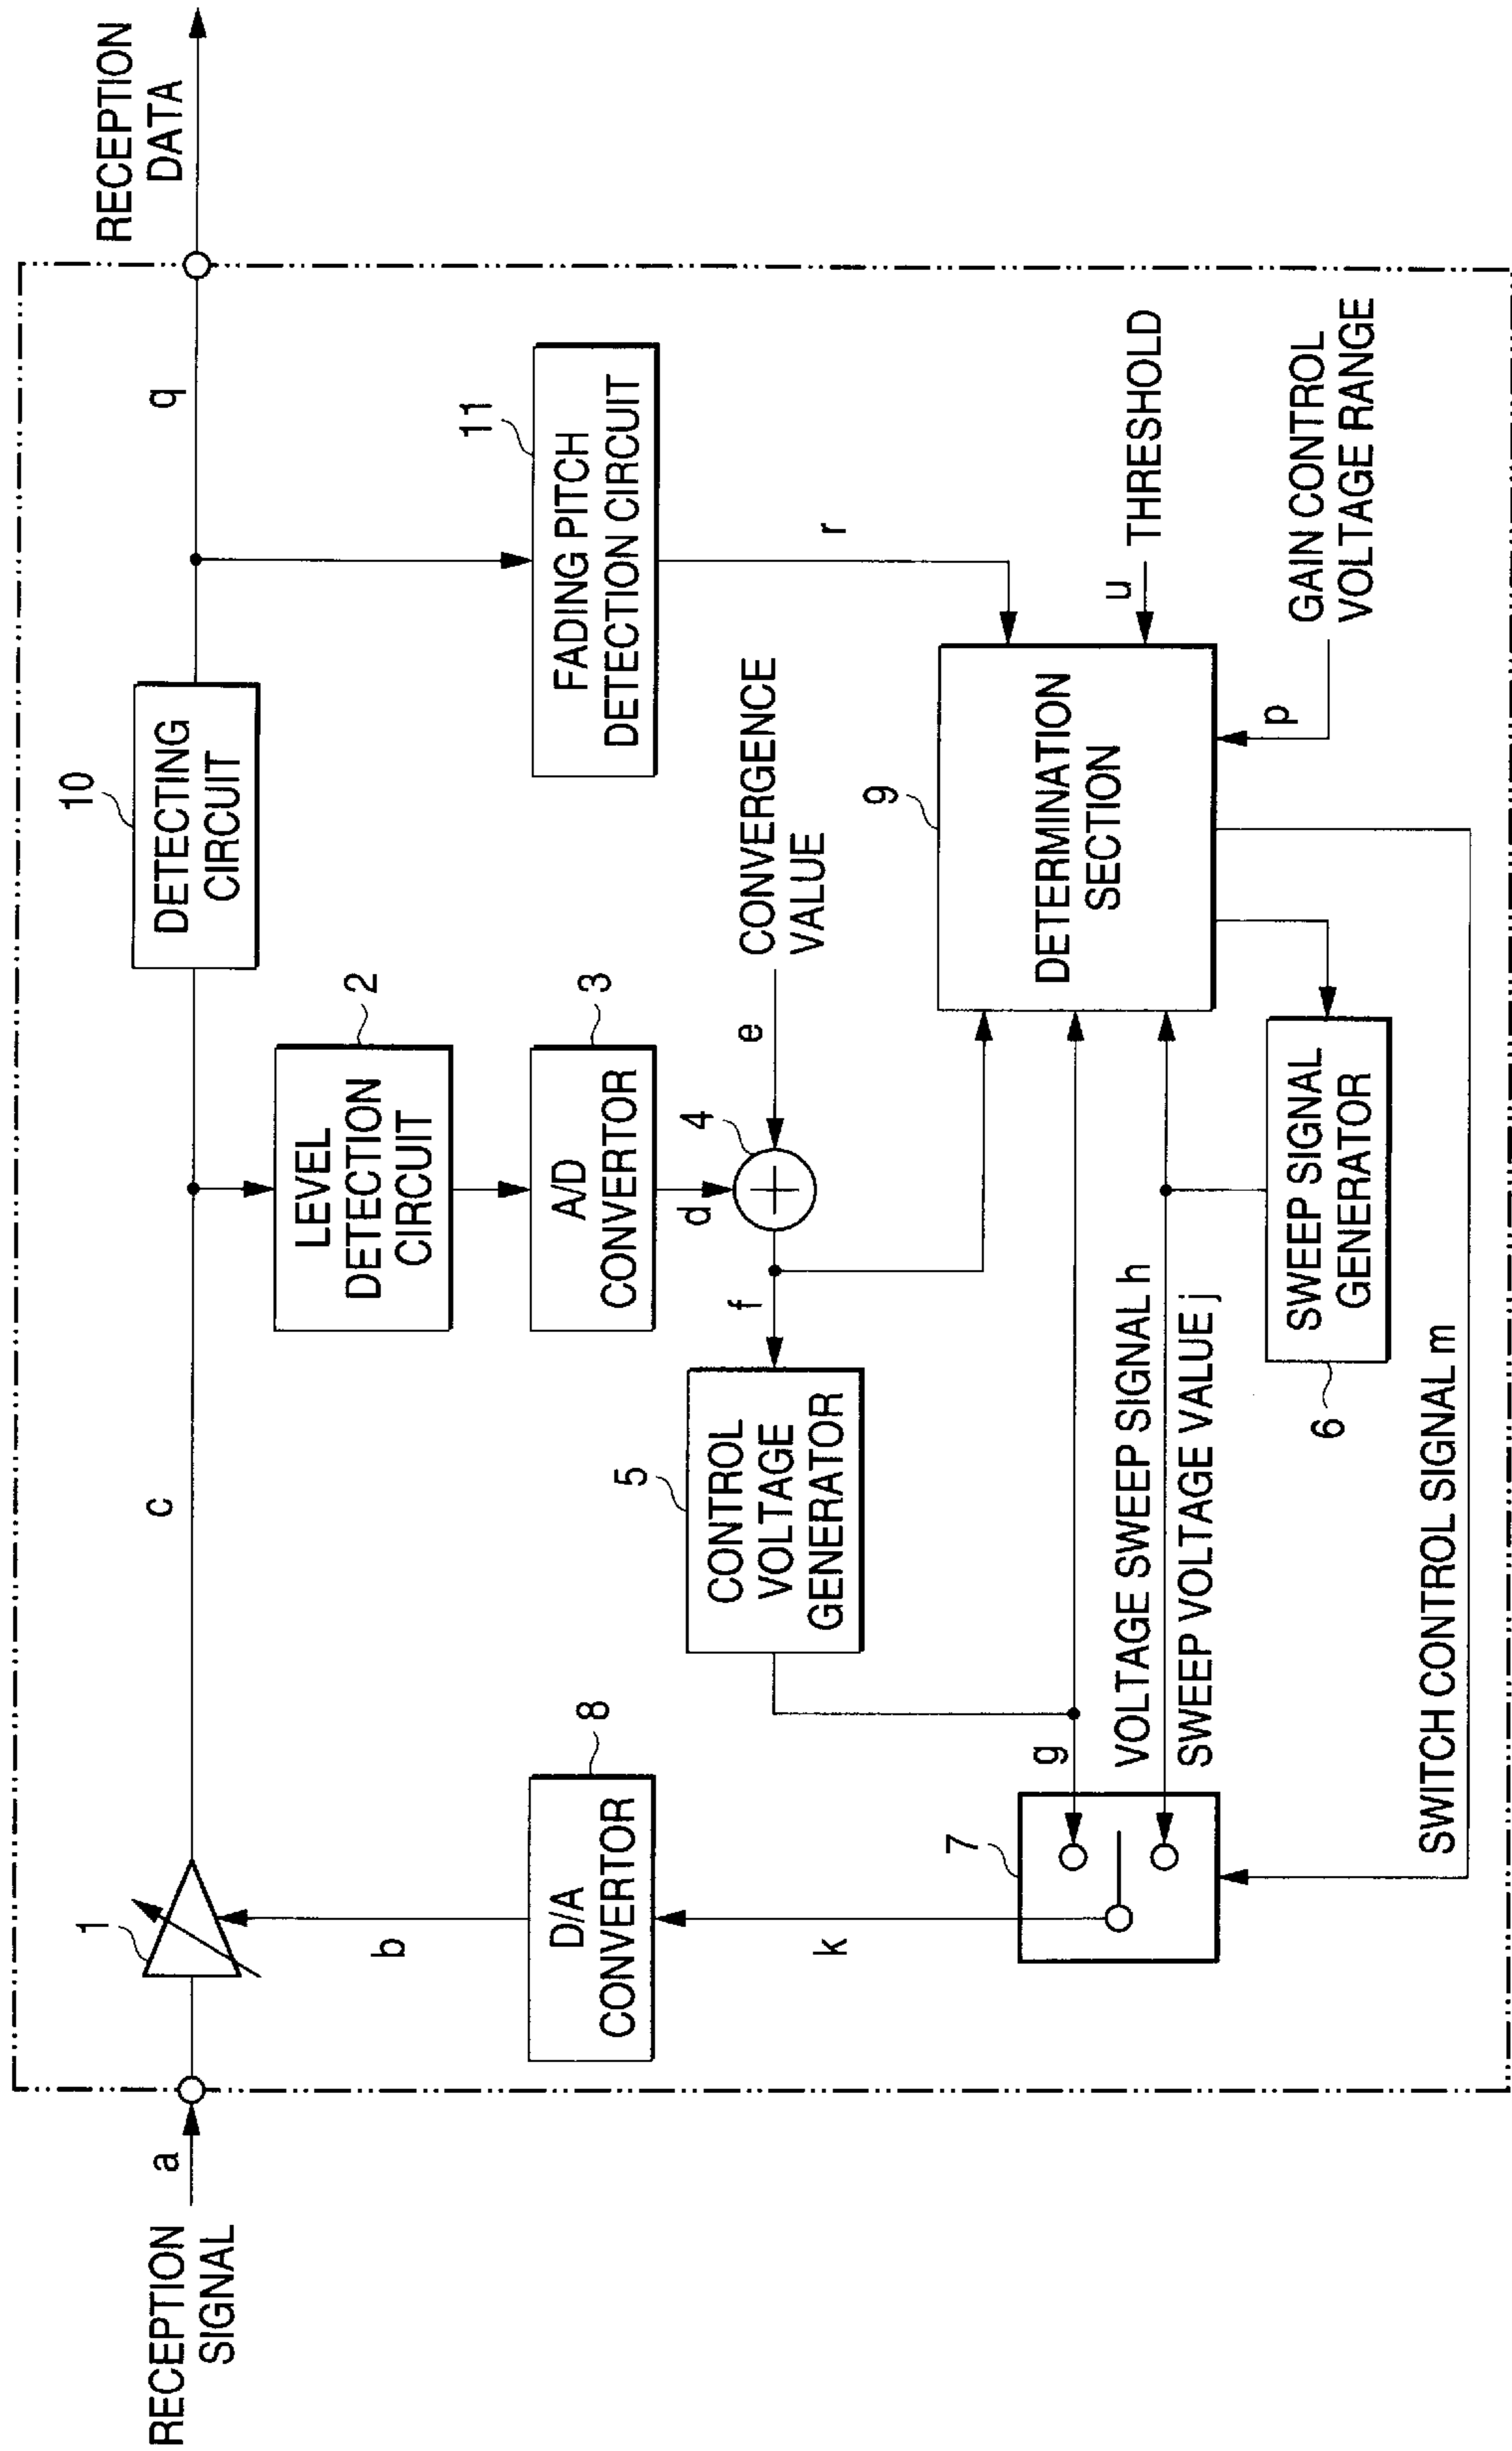 RECEPTION
SIGNAL
a
1
c
10
DETECTING
CIRCUIT
q
RECEPTION
DATA
b
8
D/A
CONVERTOR
k
2
LEVEL
DETECTION
CIRCUIT
3
A/D
CONVERTOR
d
4
e
CONVERGENCE
VALUE
f
5
CONTROL
VOLTAGE
GENERATOR
11
FADING PITCH
DETECTION CIRCUIT
r
7
g
VOLTAGE SWEEP SIGNAL h
SWEEP VOLTAGE VALUE j
9
DETERMINATION
SECTION
u
THRESHOLD
p
GAIN CONTROL
VOLTAGE RANGE
SWEEP SIGNAL
GENERATOR
6
SWITCH CONTROL SIGNAL m